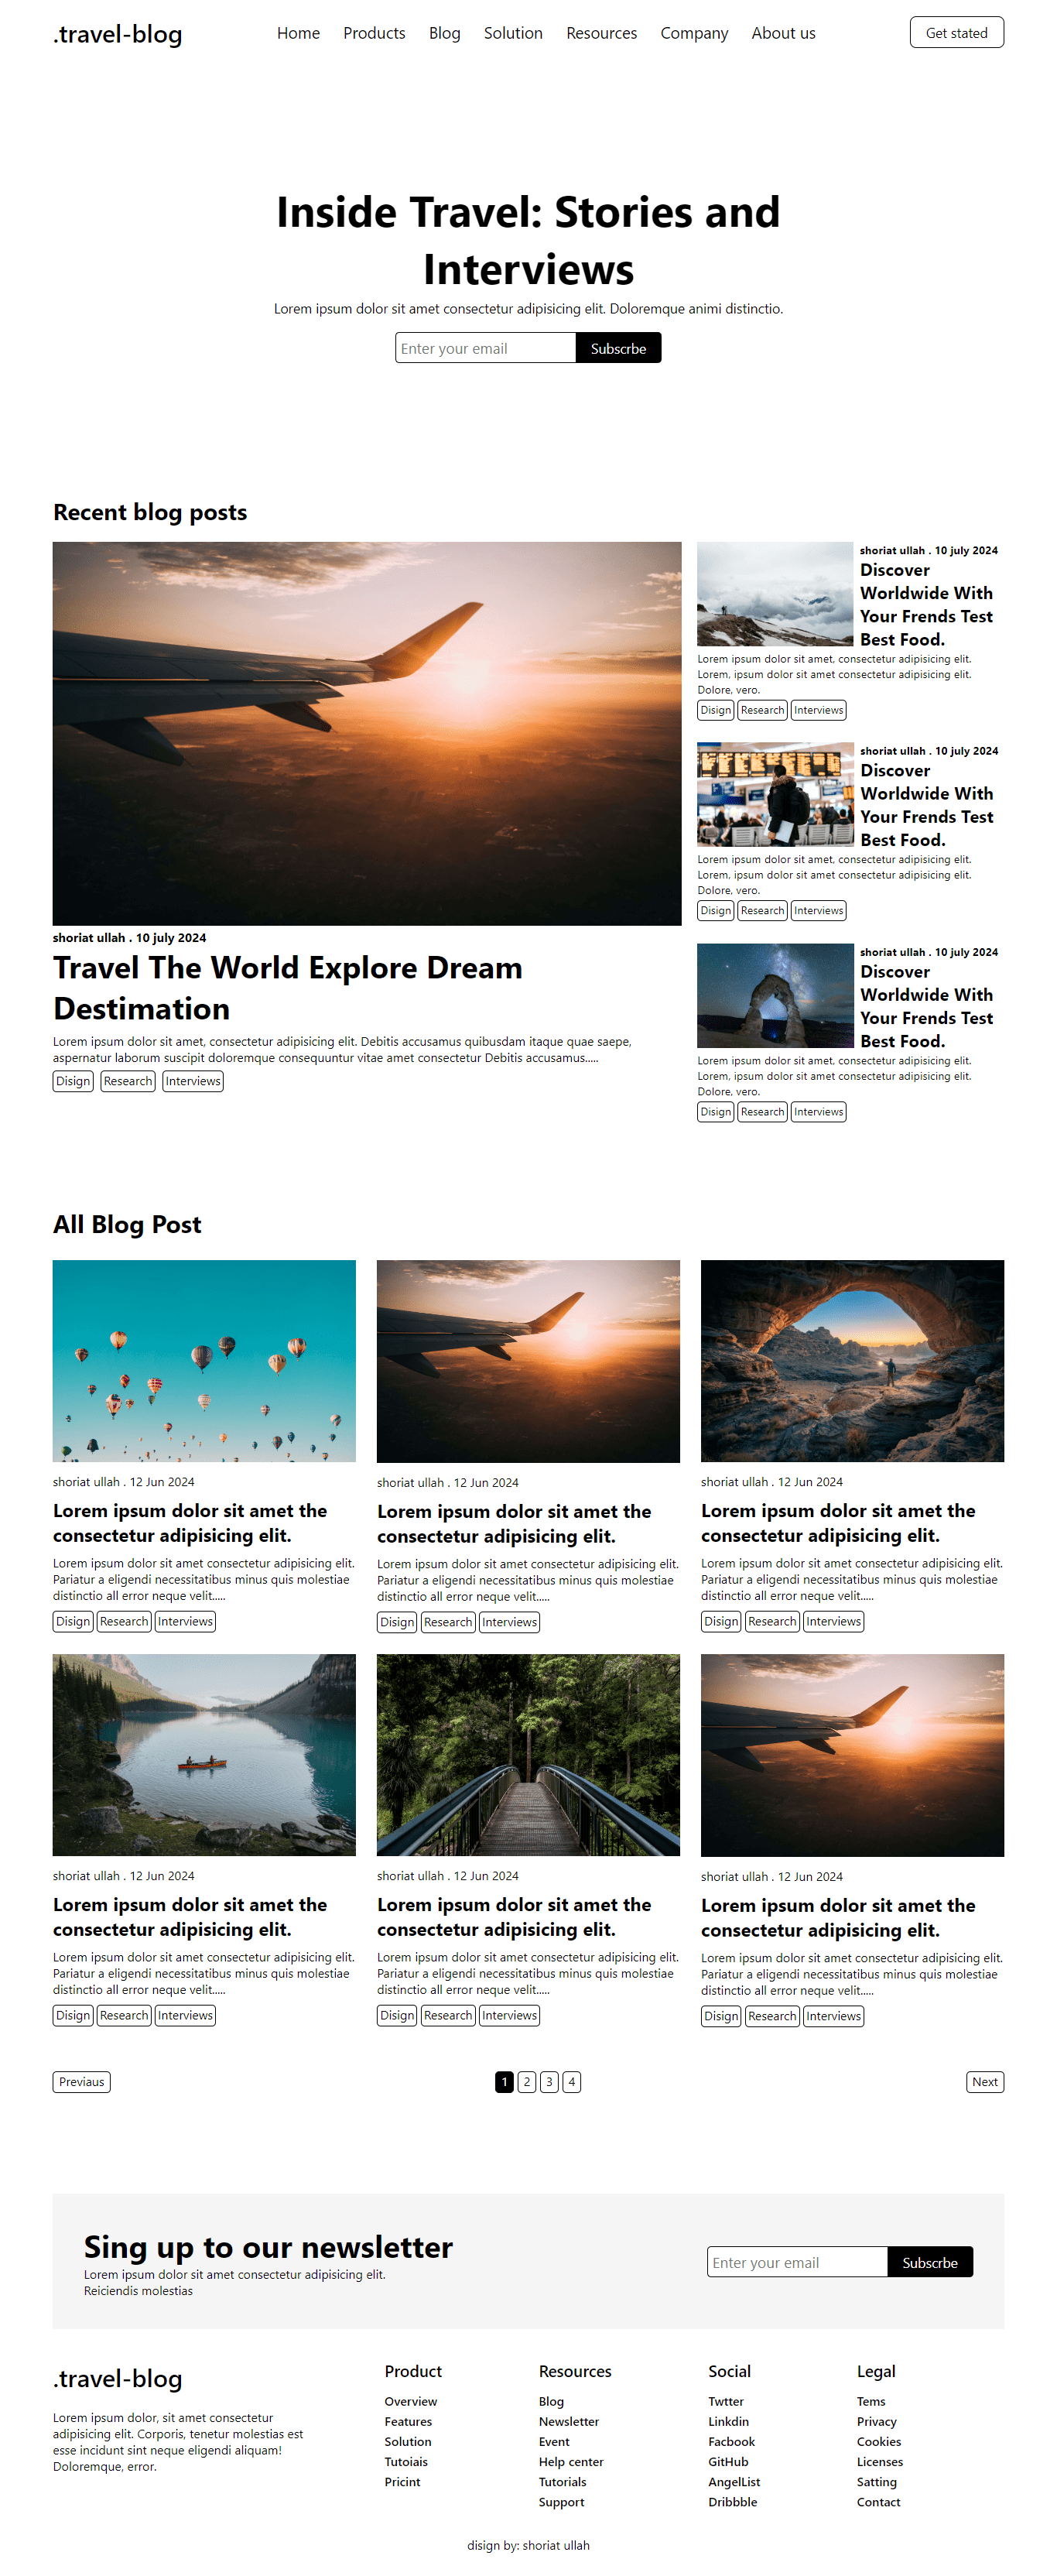 .travel-blog
Home Products Blog Solution Resources Company About us
Get stated
Inside Travel: Stories and
Interviews
Lorem ipsum dolor sit amet consectetur adipisicing elit. Doloremque animi distinctio.
Enter your email Subscrbe
Recent blog posts
shoriat ullah . 10 july 2024
Travel The World Explore Dream
Destimation
Lorem ipsum dolor sit amet, consectetur adipisicing elit. Debitis accusamus quibusdam itaque quae saepe,
aspernatur laborum suscipit doloremque consequuntur vitae amet consectetur Debitis accusamus.....
Disign Research Interviews
shoriat ullah . 10 july 2024
Discover
Worldwide With
Your Frends Test
Best Food.
Lorem ipsum dolor sit amet, consectetur adipisicing elit.
Lorem, ipsum dolor sit amet consectetur adipisicing elit.
Dolore, vero.
Disign Research Interviews
shoriat ullah . 10 july 2024
Discover
Worldwide With
Your Frends Test
Best Food.
Lorem ipsum dolor sit amet, consectetur adipisicing elit.
Lorem, ipsum dolor sit amet consectetur adipisicing elit.
Dolore, vero.
Disign Research Interviews
shoriat ullah . 10 july 2024
Discover
Worldwide With
Your Frends Test
Best Food.
Lorem ipsum dolor sit amet, consectetur adipisicing elit.
Lorem, ipsum dolor sit amet consectetur adipisicing elit.
Dolore, vero.
Disign Research Interviews
All Blog Post
shoriat ullah . 12 Jun 2024
Lorem ipsum dolor sit amet the
consectetur adipisicing elit.
Lorem ipsum dolor sit amet consectetur adipisicing elit.
Pariatur a eligendi necessitatibus minus quis molestiae
distinctio all error neque velit.....
Disign Research Interviews
shoriat ullah . 12 Jun 2024
Lorem ipsum dolor sit amet the
consectetur adipisicing elit.
Lorem ipsum dolor sit amet consectetur adipisicing elit.
Pariatur a eligendi necessitatibus minus quis molestiae
distinctio all error neque velit.....
Disign Research Interviews
shoriat ullah . 12 Jun 2024
Lorem ipsum dolor sit amet the
consectetur adipisicing elit.
Lorem ipsum dolor sit amet consectetur adipisicing elit.
Pariatur a eligendi necessitatibus minus quis molestiae
distinctio all error neque velit.....
Disign Research Interviews
shoriat ullah . 12 Jun 2024
Lorem ipsum dolor sit amet the
consectetur adipisicing elit.
Lorem ipsum dolor sit amet consectetur adipisicing elit.
Pariatur a eligendi necessitatibus minus quis molestiae
distinctio all error neque velit.....
Disign Research Interviews
shoriat ullah . 12 Jun 2024
Lorem ipsum dolor sit amet the
consectetur adipisicing elit.
Lorem ipsum dolor sit amet consectetur adipisicing elit.
Pariatur a eligendi necessitatibus minus quis molestiae
distinctio all error neque velit.....
Disign Research Interviews
shoriat ullah . 12 Jun 2024
Lorem ipsum dolor sit amet the
consectetur adipisicing elit.
Lorem ipsum dolor sit amet consectetur adipisicing elit.
Pariatur a eligendi necessitatibus minus quis molestiae
distinctio all error neque velit.....
Disign Research Interviews
Previaus 1 2 3 4 Next
Sing up to our newsletter
Lorem ipsum dolor sit amet consectetur adipisicing elit.
Reiciendis molestias
Enter your email Subscrbe
.travel-blog
Lorem ipsum dolor, sit amet consectetur
adipisicing elit. Corporis, tenetur molestias est
esse incidunt sint neque eligendi aliquam!
Doloremque, error.
Product
Overview
Features
Solution
Tutoiais
Pricint
Resources
Blog
Newsletter
Event
Help center
Tutorials
Support
Social
Twtter
Linkdin
Facbook
GitHub
AngelList
Dribbble
Legal
Tems
Privacy
Cookies
Licenses
Satting
Contact
disign by: shoriat ullah